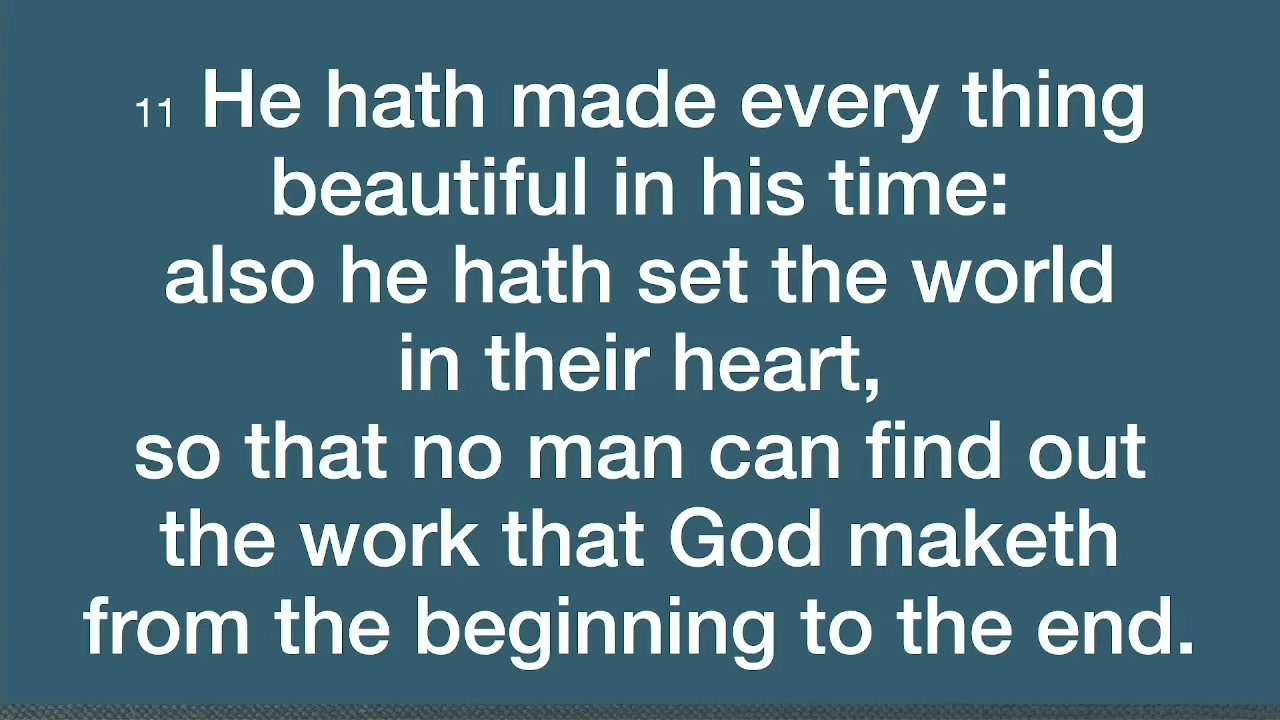 11 He hath made every thing
beautiful in his time:
also he hath set the world
in their heart,
so that no man can find out
the work that God maketh
from the beginning to the end.